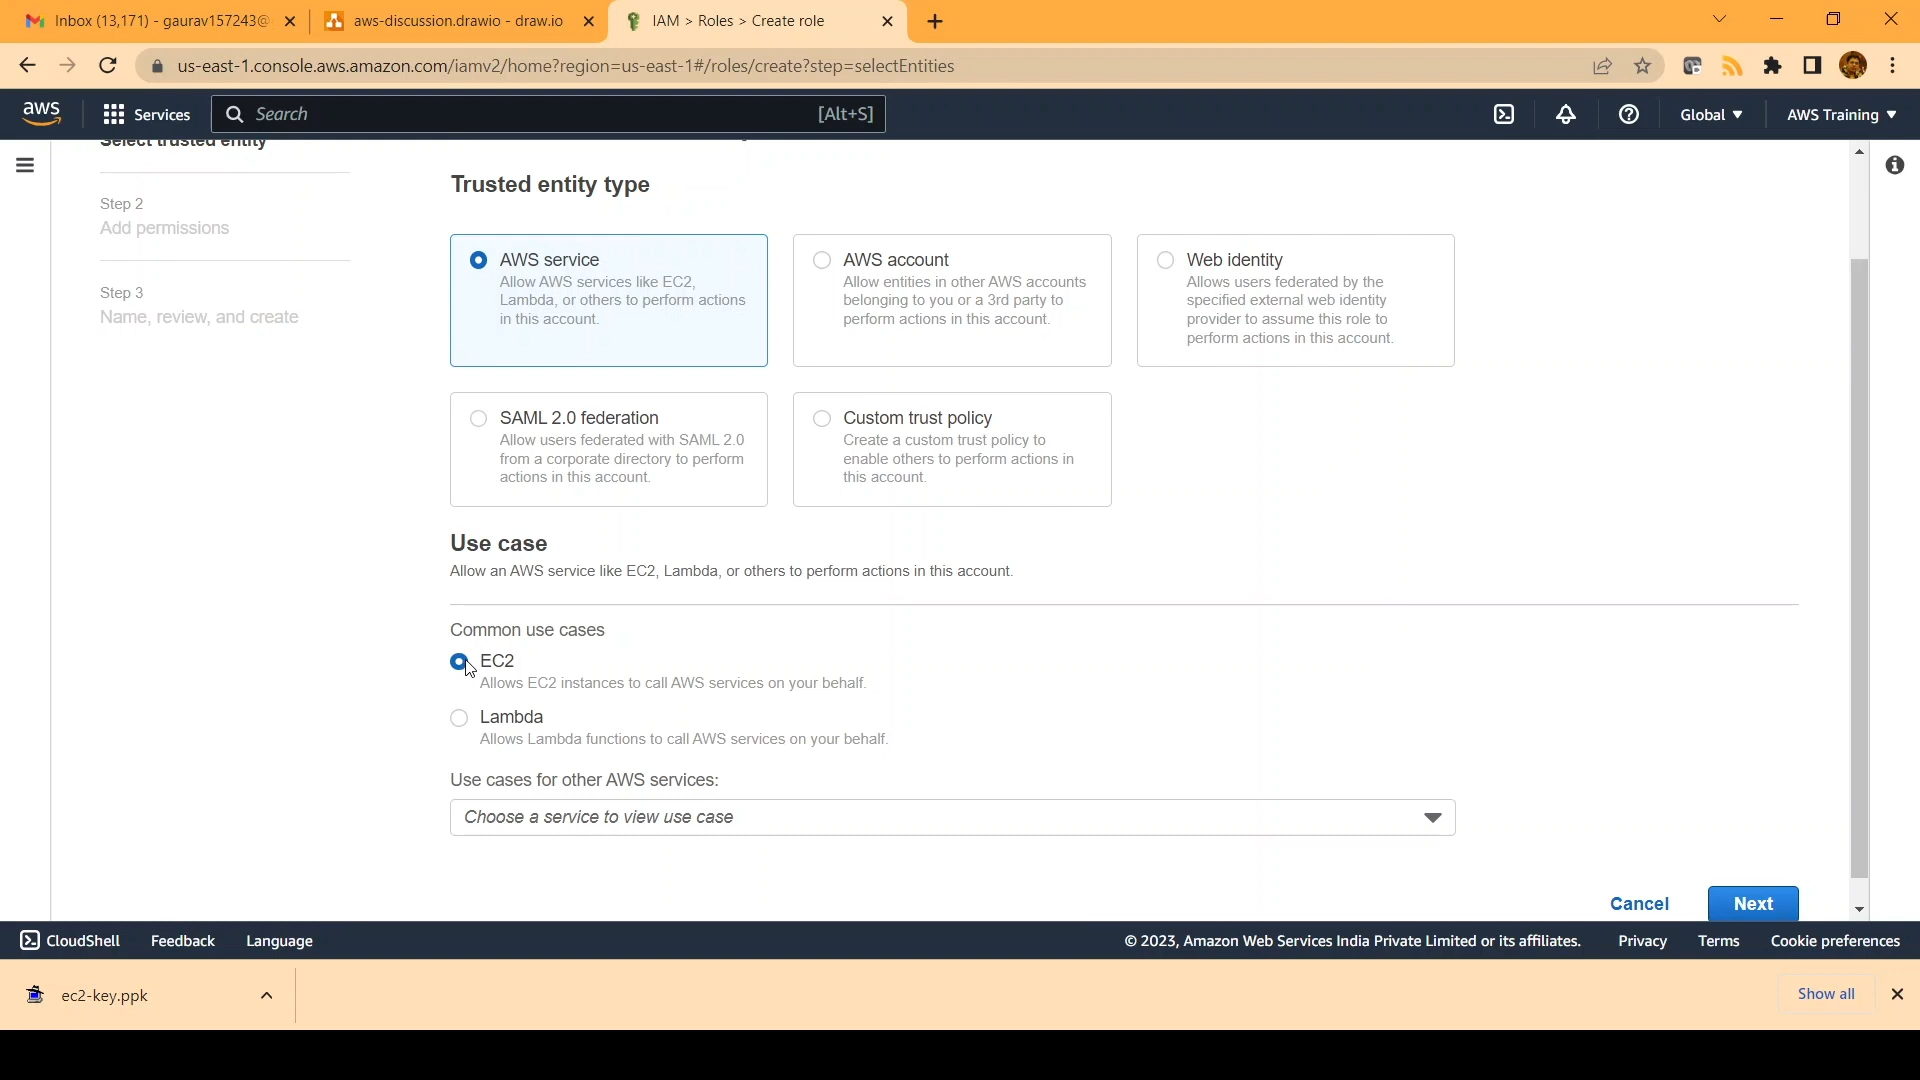 Inbox (13,171) - gaurav157243@
aws-discussion.drawio - draw.io
IAM > Roles > Create role
us-east-1.console.aws.amazon.com/iamv2/home?region=us-east-1#/roles/create?step=selectEntities
aws
Services
Search
[Alt+S]
Global
AWS Training
Select trusted entity
Step 2
Add permissions
Step 3
Name, review, and create
Trusted entity type
AWS service
Allow AWS services like EC2,
Lambda, or others to perform actions
in this account.
AWS account
Allow entities in other AWS accounts
belonging to you or a 3rd party to
perform actions in this account.
Web identity
Allows users federated by the
specified external web identity
provider to assume this role to
perform actions in this account.
SAML 2.0 federation
Allow users federated with SAML 2.0
from a corporate directory to perform
actions in this account.
Custom trust policy
Create a custom trust policy to
enable others to perform actions in
this account.
Use case
Allow an AWS service like EC2, Lambda, or others to perform actions in this account.
Common use cases
EC2
Allows EC2 instances to call AWS services on your behalf.
Lambda
Allows Lambda functions to call AWS services on your behalf.
Use cases for other AWS services:
Choose a service to view use case
Cancel
Next
CloudShell
Feedback
Language
© 2023, Amazon Web Services India Private Limited or its affiliates.
Privacy
Terms
Cookie preferences
ec2-key.ppk
Show all